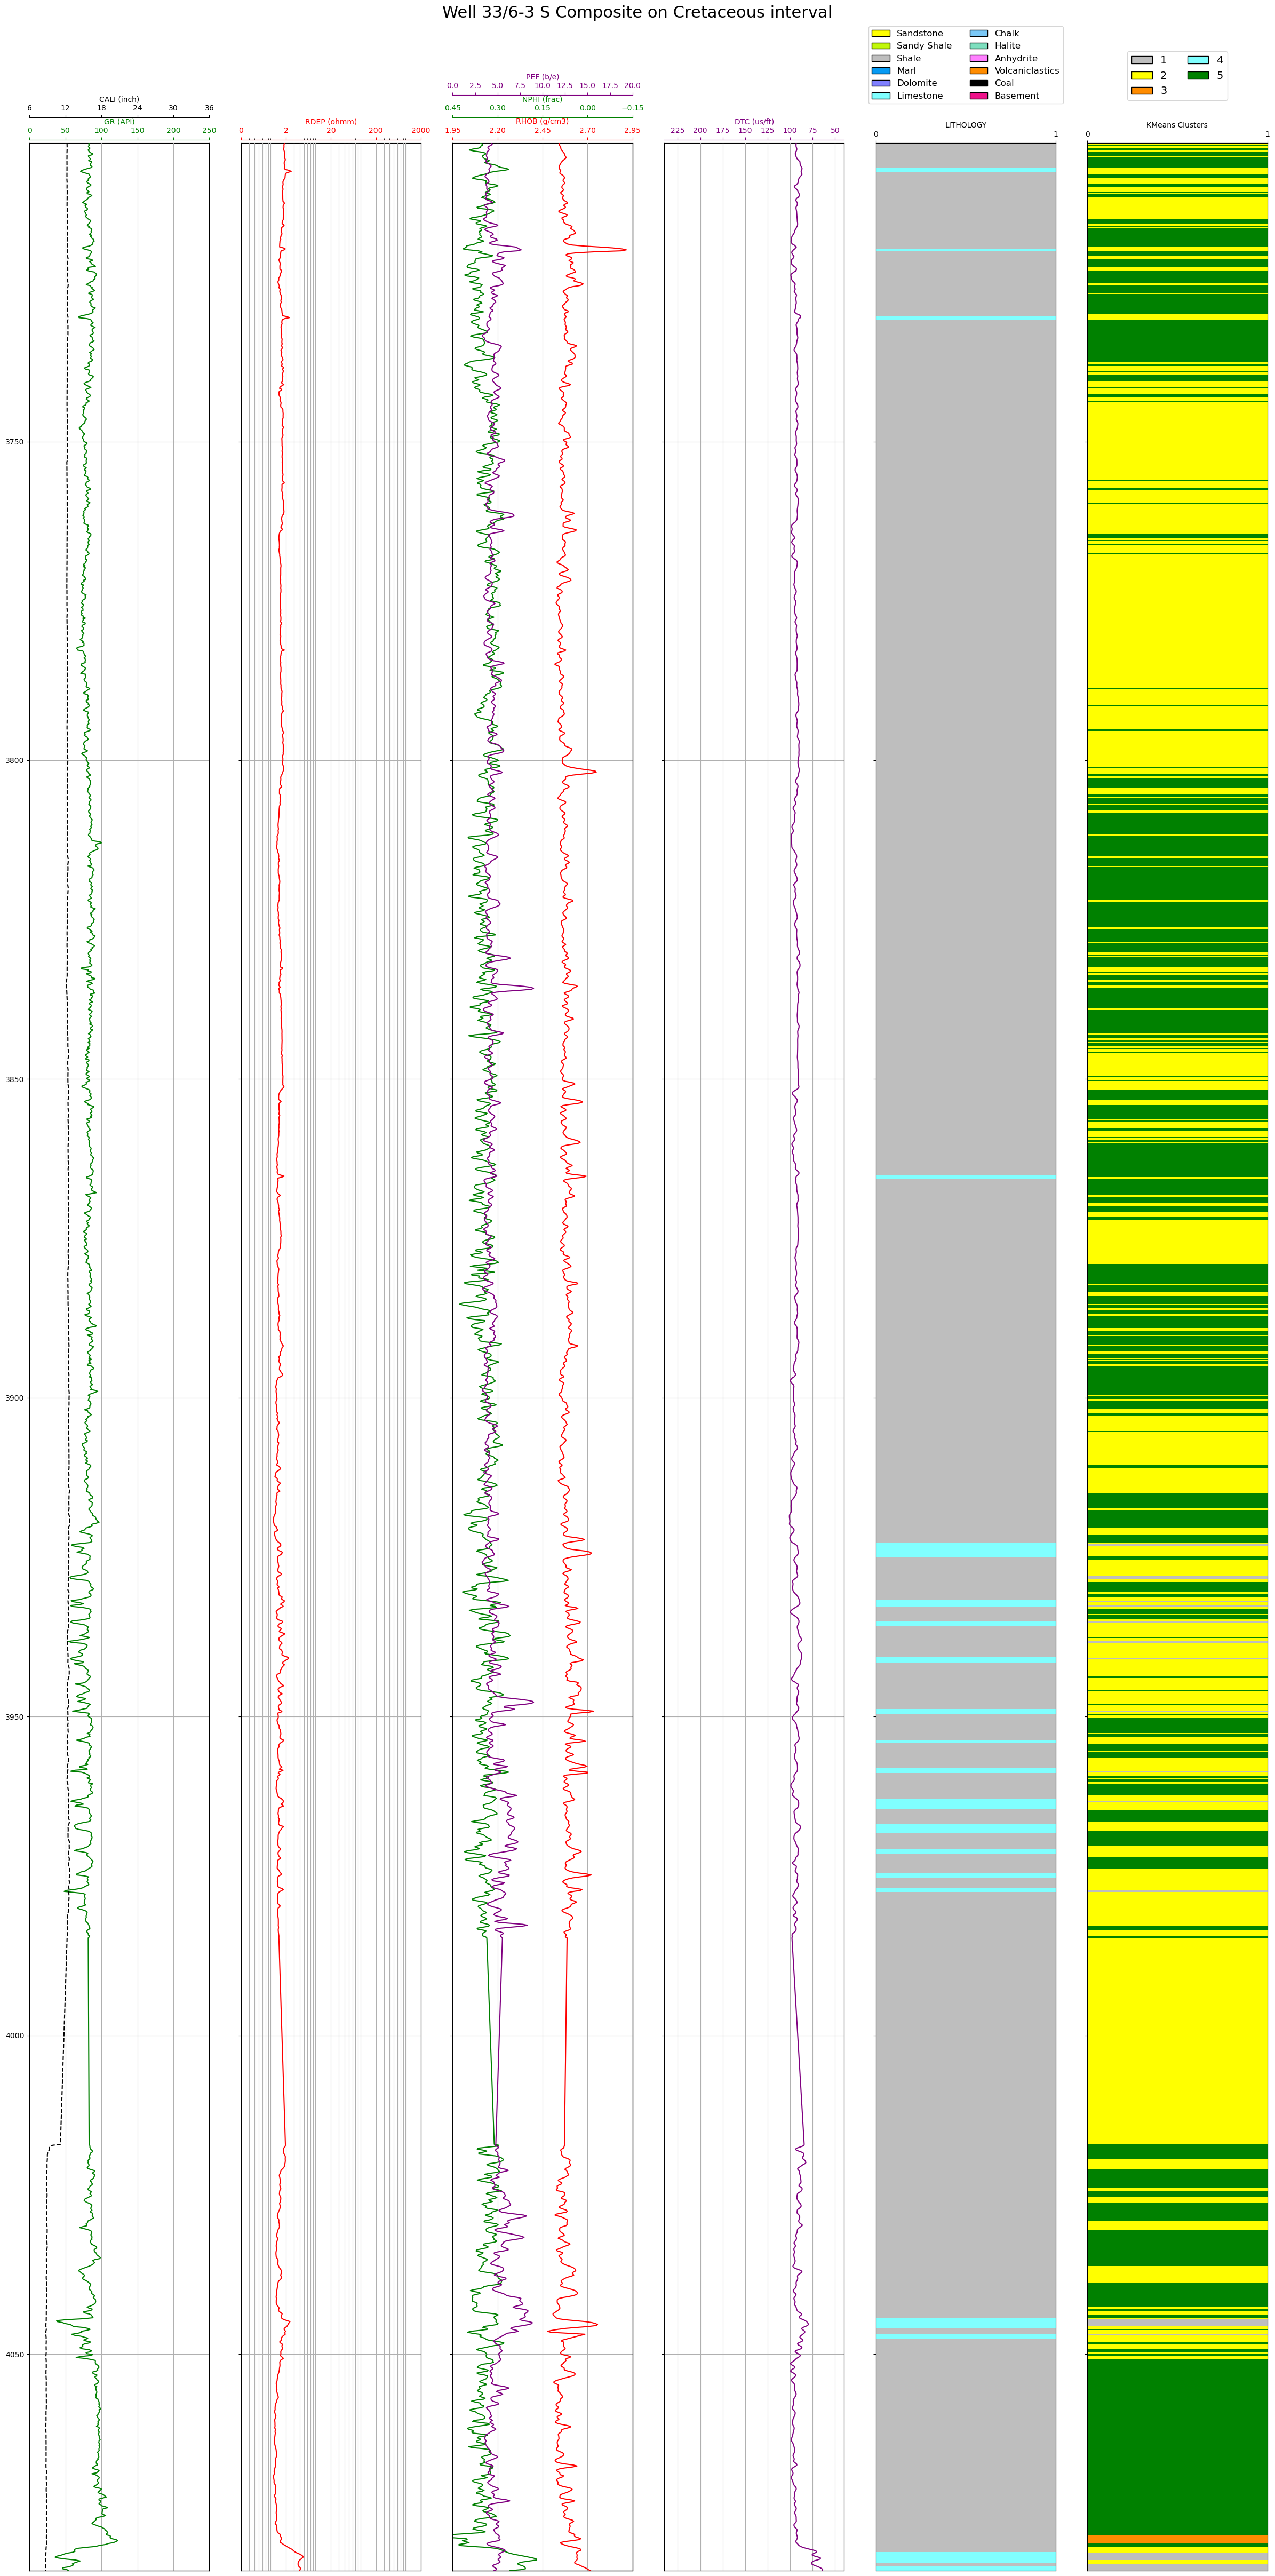 Well 33/6-3 S Composite on Cretaceous interval
Sandstone Chalk
Sandy Shale Halite
Shale Anhydrite
Marl Volcaniclastics
Dolomite Coal
Limestone Basement
1 4
2 5
3
PEF (b/e)
0.0 2.5 5.0 7.5 10.0 12.5 15.0 17.5 20.0
CALI (inch)
6 12 18 24 30 36
NPHI (frac)
0.45 0.30 0.15 0.00 −0.15
GR (API)
0 50 100 150 200 250
RDEP (ohmm)
0 2 20 200 2000
RHOB (g/cm3)
1.95 2.20 2.45 2.70 2.95
DTC (us/ft)
225 200 175 150 125 100 75 50
LITHOLOGY
0 1
KMeans Clusters
0 1
3750
3800
3850
3900
3950
4000
4050